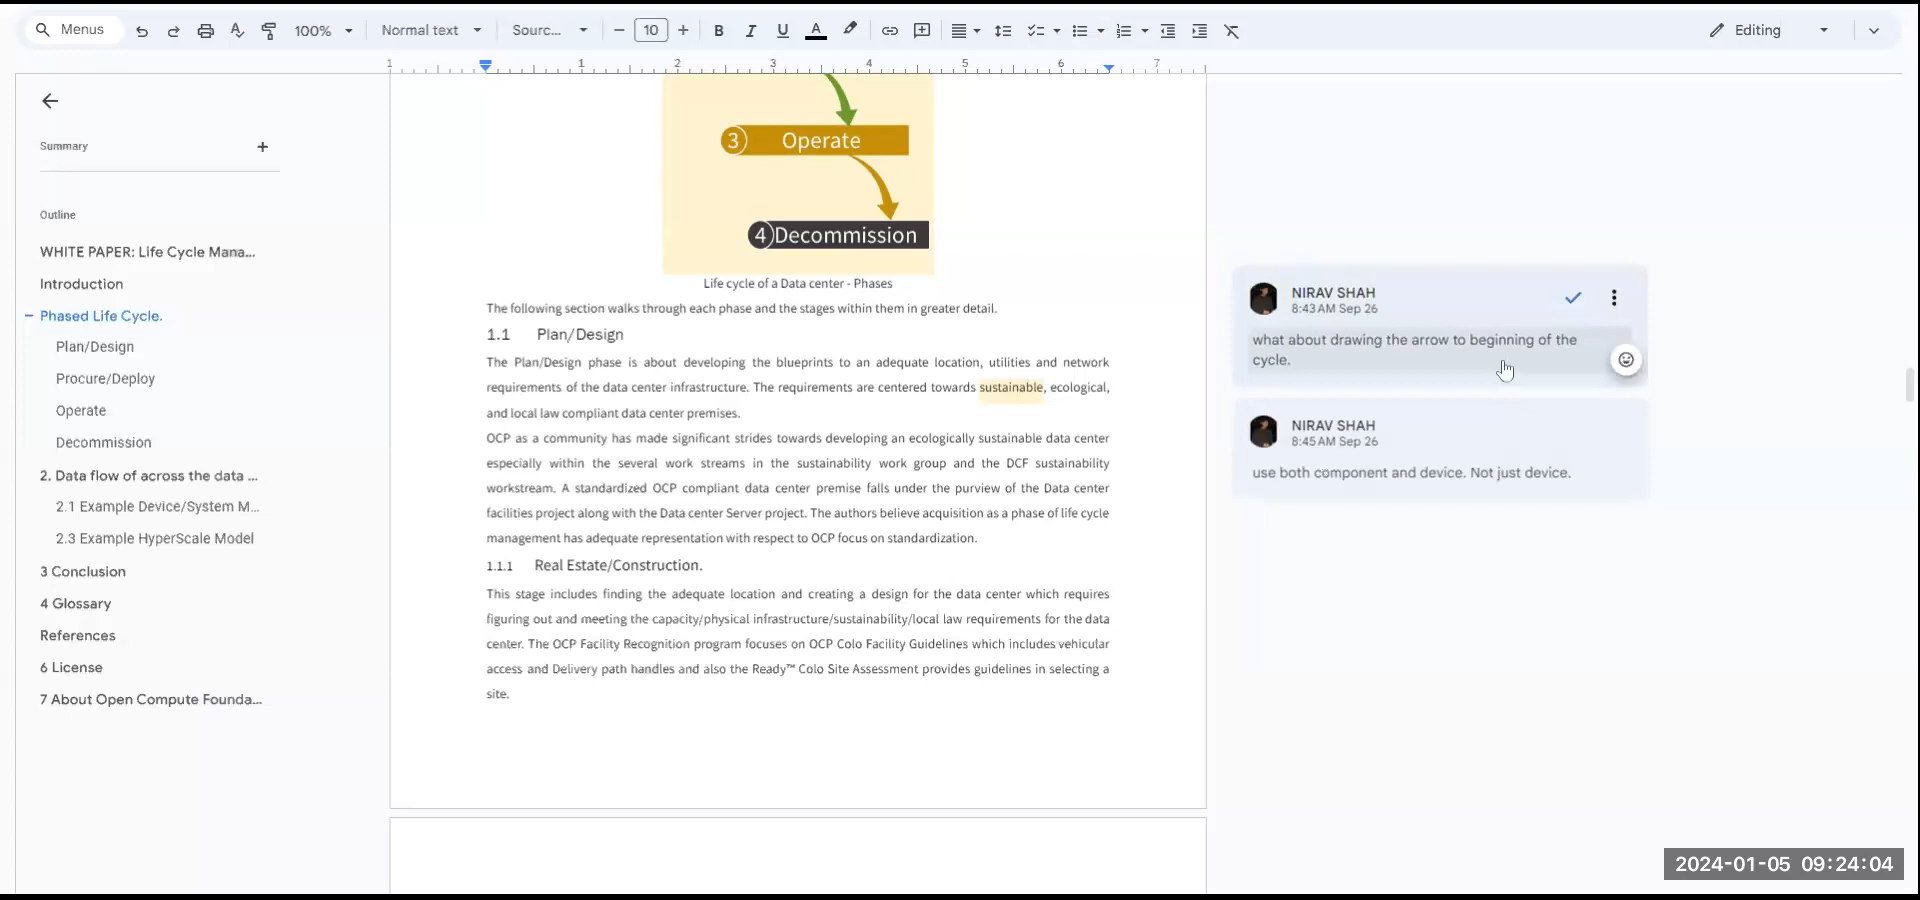 Menus
100%
Normal text
Sourc...
10
Editing
1 1 2 3 4 5 6 7
Summary
Outline
WHITE PAPER: Life Cycle Mana...
Introduction
Phased Life Cycle.
Plan/Design
Procure/Deploy
Operate
Decommission
2. Data flow of across the data ...
2.1 Example Device/System M...
2.3 Example HyperScale Model
3 Conclusion
4 Glossary
References
6 License
7 About Open Compute Founda...
3 Operate
4 Decommission
Life cycle of a Data center - Phases
The following section walks through each phase and the stages within them in greater detail.
1.1 Plan/Design
The Plan/Design phase is about developing the blueprints to an adequate location, utilities and network
requirements of the data center infrastructure. The requirements are centered towards sustainable, ecological,
and local law compliant data center premises.
OCP as a community has made significant strides towards developing an ecologically sustainable data center
especially within the several work streams in the sustainability work group and the DCF sustainability
workstream. A standardized OCP compliant data center premise falls under the purview of the Data center
facilities project along with the Data center Server project. The authors believe acquisition as a phase of life cycle
management has adequate representation with respect to OCP focus on standardization.
1.1.1 Real Estate/Construction.
This stage includes finding the adequate location and creating a design for the data center which requires
figuring out and meeting the capacity/physical infrastructure/sustainability/local law requirements for the data
center. The OCP Facility Recognition program focuses on OCP Colo Facility Guidelines which includes vehicular
access and Delivery path handles and also the Ready™ Colo Site Assessment provides guidelines in selecting a
site.
NIRAV SHAH
8:43 AM Sep 26
what about drawing the arrow to beginning of the
cycle.
NIRAV SHAH
8:45 AM Sep 26
use both component and device. Not just device.
2024-01-05 09:24:04